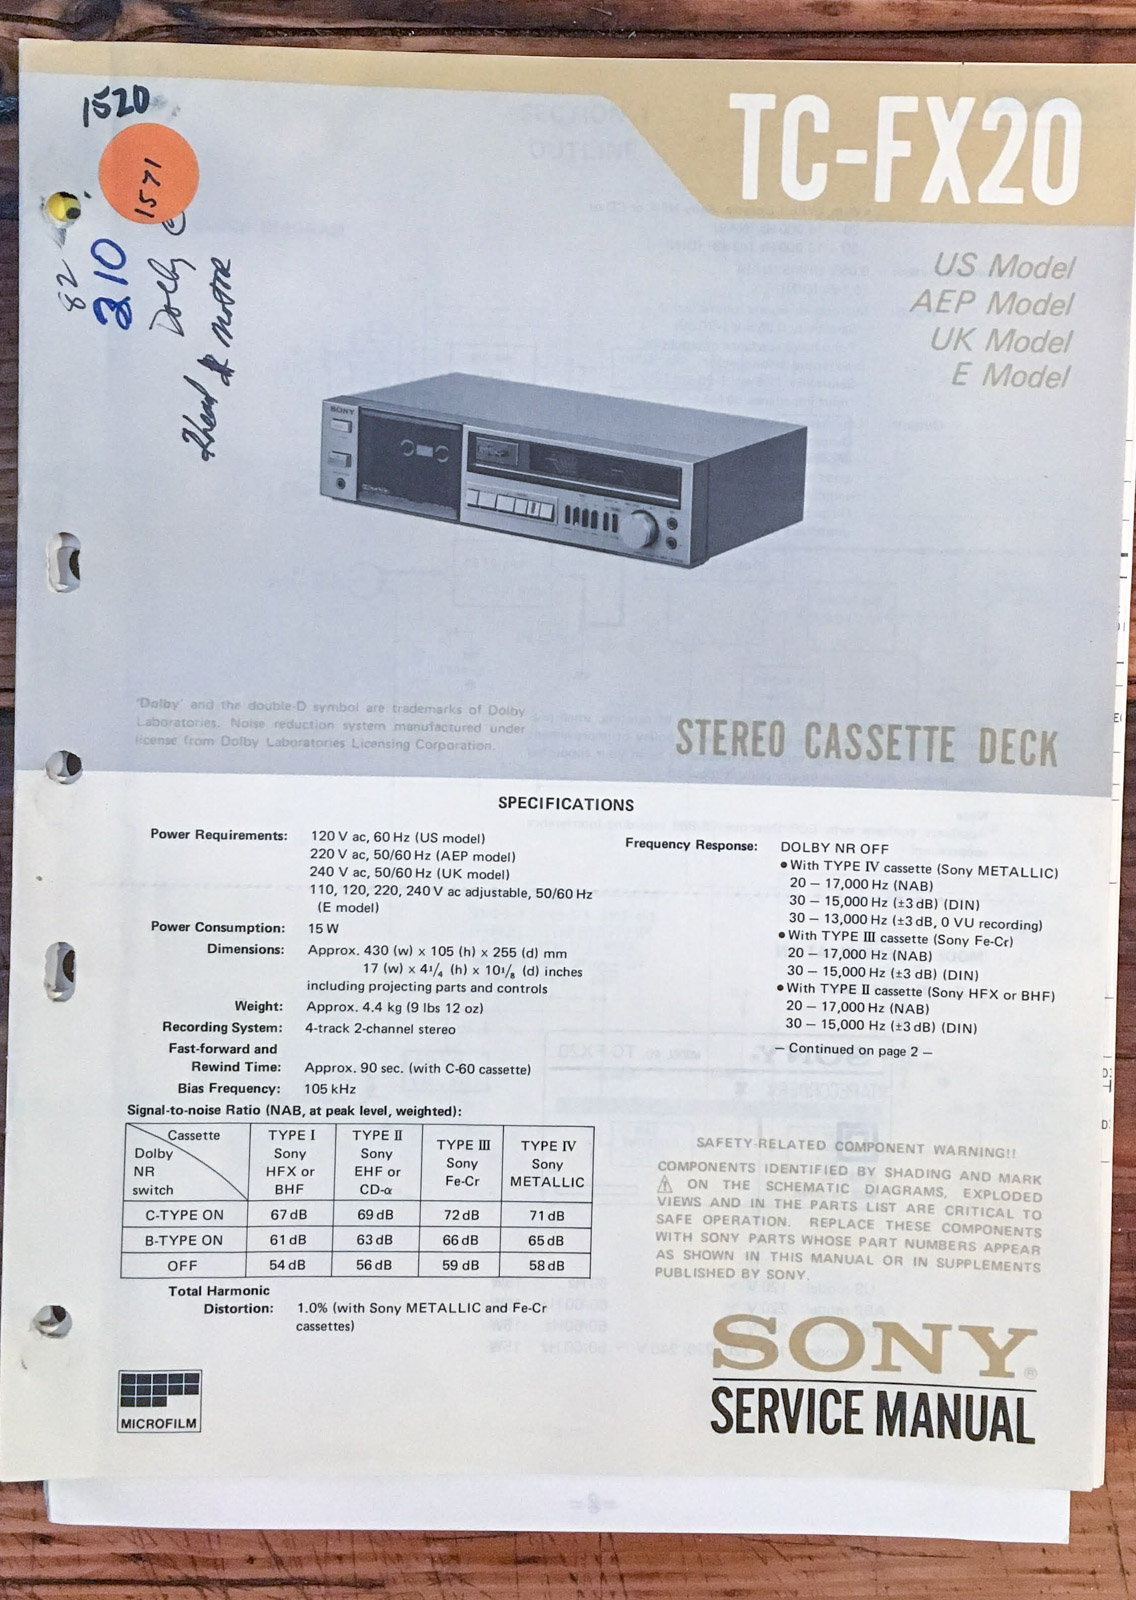 1520
1571
82
210
Dolby C
Head & motor
TC-FX20
US Model
AEP Model
UK Model
E Model
SONY
'Dolby' and the double-D symbol are trademarks of Dolby
Laboratories. Noise reduction system manufactured under
license from Dolby Laboratories Licensing Corporation.
STEREO CASSETTE DECK
SPECIFICATIONS
Power Requirements: 120 V ac, 60 Hz (US model)
220 V ac, 50/60 Hz (AEP model)
240 V ac, 50/60 Hz (UK model)
110, 120, 220, 240 V ac adjustable, 50/60 Hz
(E model)
Power Consumption: 15 W
Dimensions: Approx. 430 (w) x 105 (h) x 255 (d) mm
17 (w) x 4 1/4 (h) x 10 1/8 (d) inches
including projecting parts and controls
Weight: Approx. 4.4 kg (9 lbs 12 oz)
Recording System: 4-track 2-channel stereo
Fast-forward and
Rewind Time: Approx. 90 sec. (with C-60 cassette)
Bias Frequency: 105 kHz
Signal-to-noise Ratio (NAB, at peak level, weighted):
Cassette
Dolby
NR
switch
TYPE I
Sony
HFX or
BHF
TYPE II
Sony
EHF or
CD-α
TYPE III
Sony
Fe-Cr
TYPE IV
Sony
METALLIC
C-TYPE ON 67 dB 69 dB 72 dB 71 dB
B-TYPE ON 61 dB 63 dB 66 dB 65 dB
OFF 54 dB 56 dB 59 dB 58 dB
Total Harmonic
Distortion: 1.0% (with Sony METALLIC and Fe-Cr
cassettes)
MICROFILM
Frequency Response: DOLBY NR OFF
● With TYPE IV cassette (Sony METALLIC)
20 – 17,000 Hz (NAB)
30 – 15,000 Hz (±3 dB) (DIN)
30 – 13,000 Hz (±3 dB, 0 VU recording)
● With TYPE III cassette (Sony Fe-Cr)
20 – 17,000 Hz (NAB)
30 – 15,000 Hz (±3 dB) (DIN)
● With TYPE II cassette (Sony HFX or BHF)
20 – 17,000 Hz (NAB)
30 – 15,000 Hz (±3 dB) (DIN)
– Continued on page 2 –
SAFETY-RELATED COMPONENT WARNING!!
COMPONENTS IDENTIFIED BY SHADING AND MARK
⚠ ON THE SCHEMATIC DIAGRAMS, EXPLODED
VIEWS AND IN THE PARTS LIST ARE CRITICAL TO
SAFE OPERATION. REPLACE THESE COMPONENTS
WITH SONY PARTS WHOSE PART NUMBERS APPEAR
AS SHOWN IN THIS MANUAL OR IN SUPPLEMENTS
PUBLISHED BY SONY.
SONY®
SERVICE MANUAL